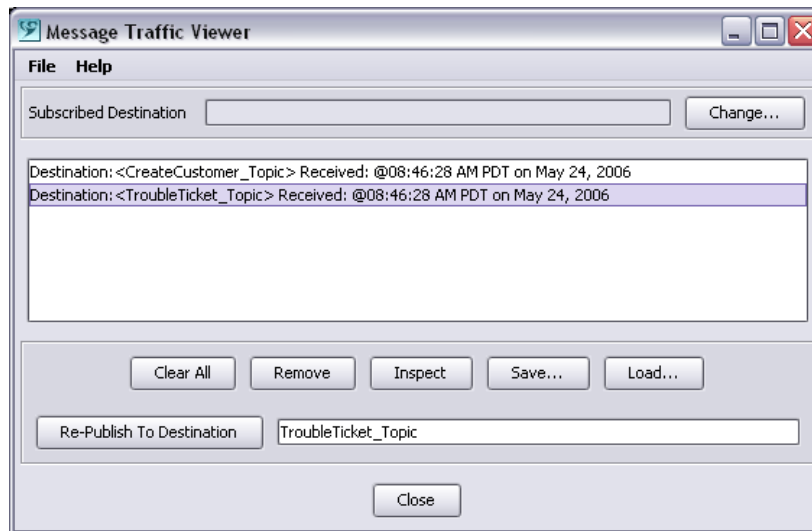 Message Traffic Viewer
File Help
Subscribed Destination Change...
Destination:<CreateCustomer_Topic> Received: @08:46:28 AM PDT on May 24, 2006
Destination:<TroubleTicket_Topic> Received: @08:46:28 AM PDT on May 24, 2006
Clear All Remove Inspect Save... Load...
Re-Publish To Destination TroubleTicket_Topic
Close